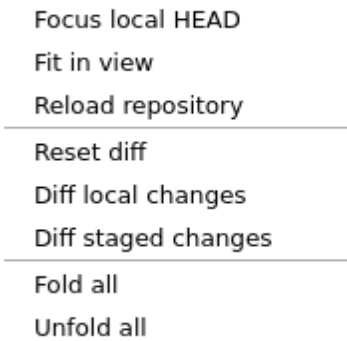 Focus local HEAD
Fit in view
Reload repository
Reset diff
Diff local changes
Diff staged changes
Fold all
Unfold all